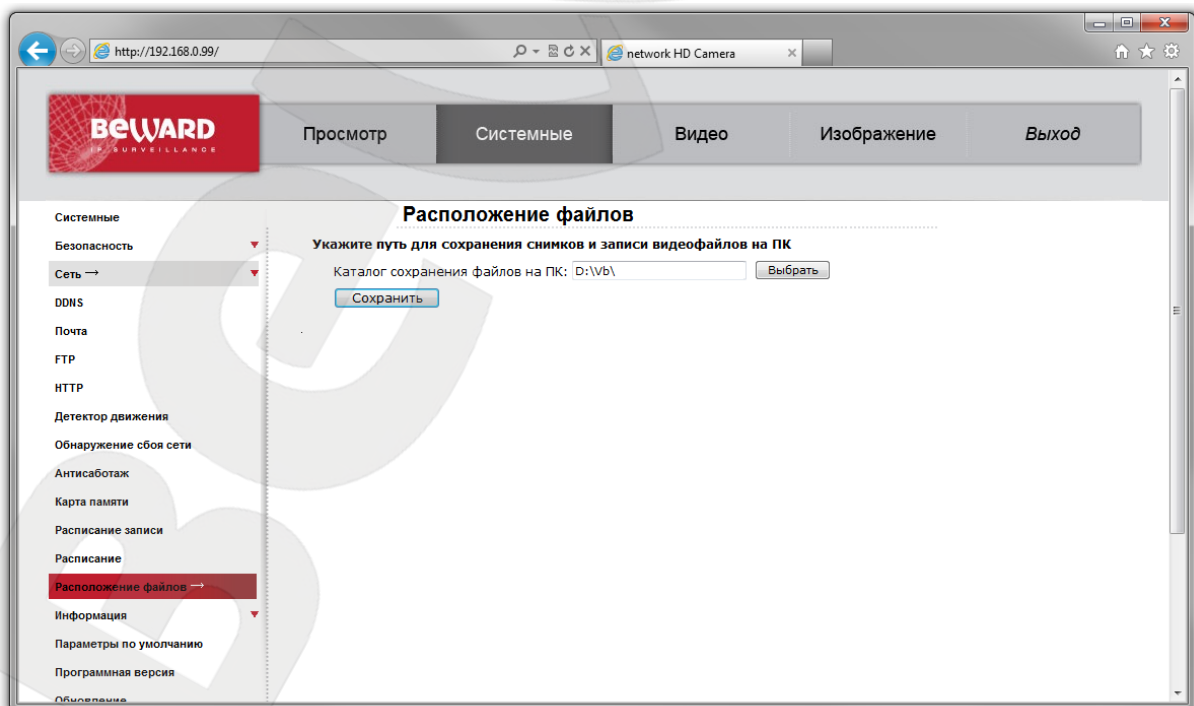 http://192.168.0.99/
network HD Camera
BEWARD
IP SURVEILLANCE
Просмотр
Системные
Видео
Изображение
Выход
Системные
Безопасность
Сеть →
DDNS
Почта
FTP
HTTP
Детектор движения
Обнаружение сбоя сети
Антисаботаж
Карта памяти
Расписание записи
Расписание
Расположение файлов →
Информация
Параметры по умолчанию
Программная версия
Обновление
Расположение файлов
Укажите путь для сохранения снимков и записи видеофайлов на ПК
Каталог сохранения файлов на ПК: D:\Vb\ Выбрать
Сохранить
.